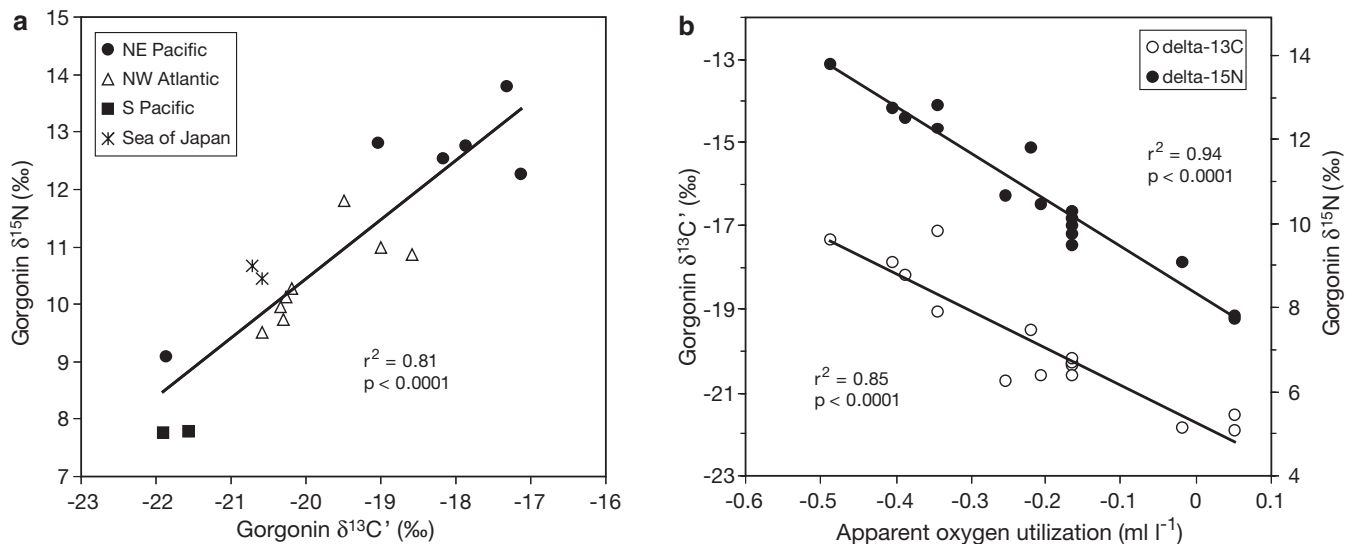 a
15
14
13
12
11
10
9
8
7
Gorgonin δ¹⁵N (‰)
NE Pacific
NW Atlantic
S Pacific
Sea of Japan
r² = 0.81
p < 0.0001
-23 -22 -21 -20 -19 -18 -17 -16
Gorgonin δ¹³C' (‰)
b
-13
-15
-17
-19
-21
-23
Gorgonin δ¹³C' (‰)
delta-13C
delta-15N
r² = 0.94
p < 0.0001
r² = 0.85
p < 0.0001
14
12
10
8
6
4
Gorgonin δ¹⁵N (‰)
-0.6 -0.5 -0.4 -0.3 -0.2 -0.1 0 0.1
Apparent oxygen utilization (ml l⁻¹)